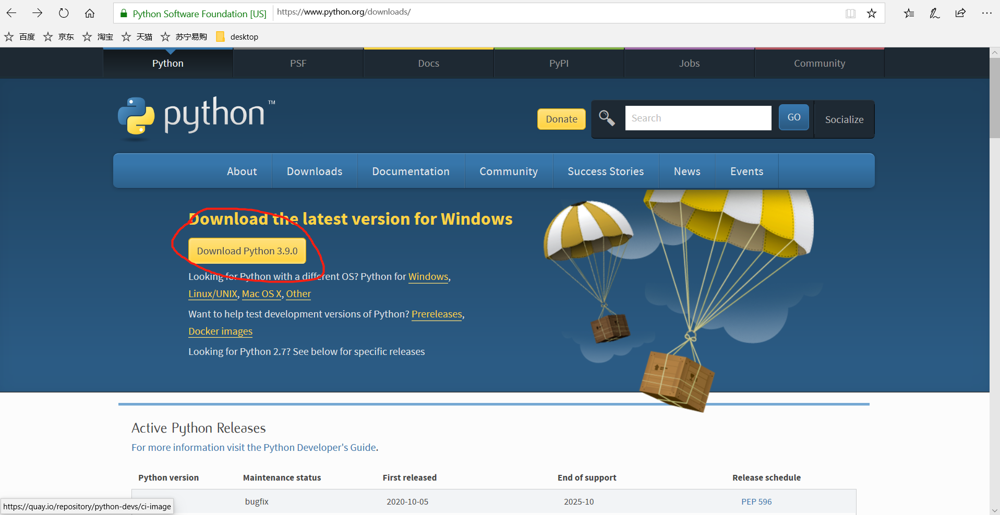 Python Software Foundation [US] https://www.python.org/downloads/
百度 京东 淘宝 天猫 苏宁易购 desktop
Python PSF Docs PyPI Jobs Community
python™
Donate Search GO Socialize
About Downloads Documentation Community Success Stories News Events
Download the latest version for Windows
Download Python 3.9.0
Looking for Python with a different OS? Python for Windows,
Linux/UNIX, Mac OS X, Other
Want to help test development versions of Python? Prereleases,
Docker images
Looking for Python 2.7? See below for specific releases
Active Python Releases
For more information visit the Python Developer's Guide.
Python version Maintenance status First released End of support Release schedule
bugfix 2020-10-05 2025-10 PEP 596
https://quay.io/repository/python-devs/ci-image